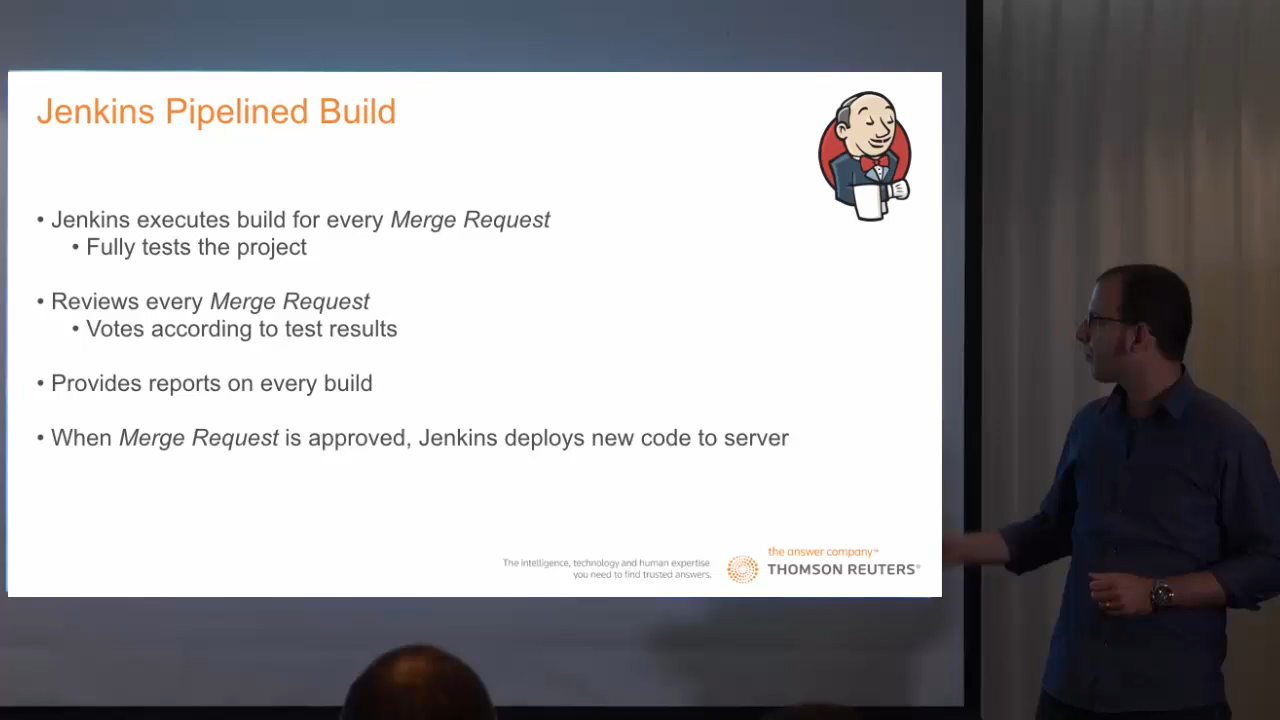 Jenkins Pipelined Build
• Jenkins executes build for every Merge Request
• Fully tests the project
• Reviews every Merge Request
• Votes according to test results
• Provides reports on every build
• When Merge Request is approved, Jenkins deploys new code to server
The intelligence, technology and human expertise
you need to find trusted answers.
the answer company™
THOMSON REUTERS®